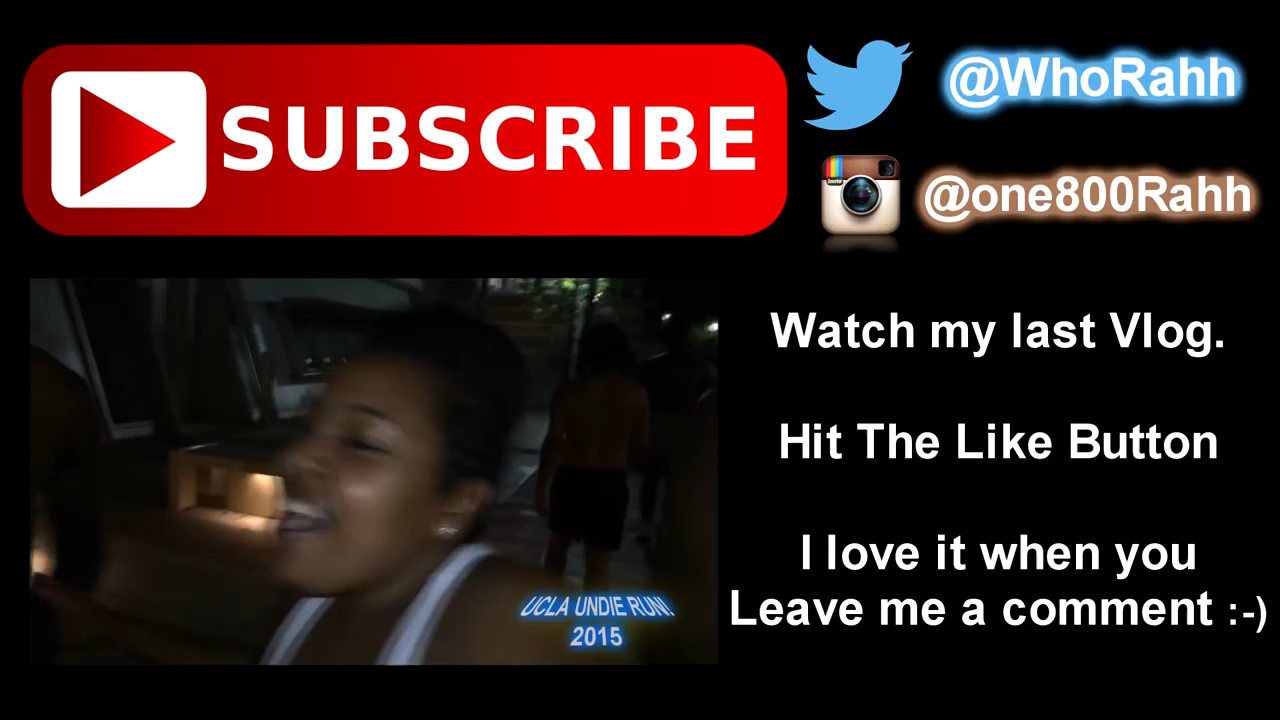 SUBSCRIBE
@WhoRahh
Insta
@one800Rahh
Watch my last Vlog.
Hit The Like Button
I love it when you
Leave me a comment :-)
UCLA UNDIE RUN!
2015